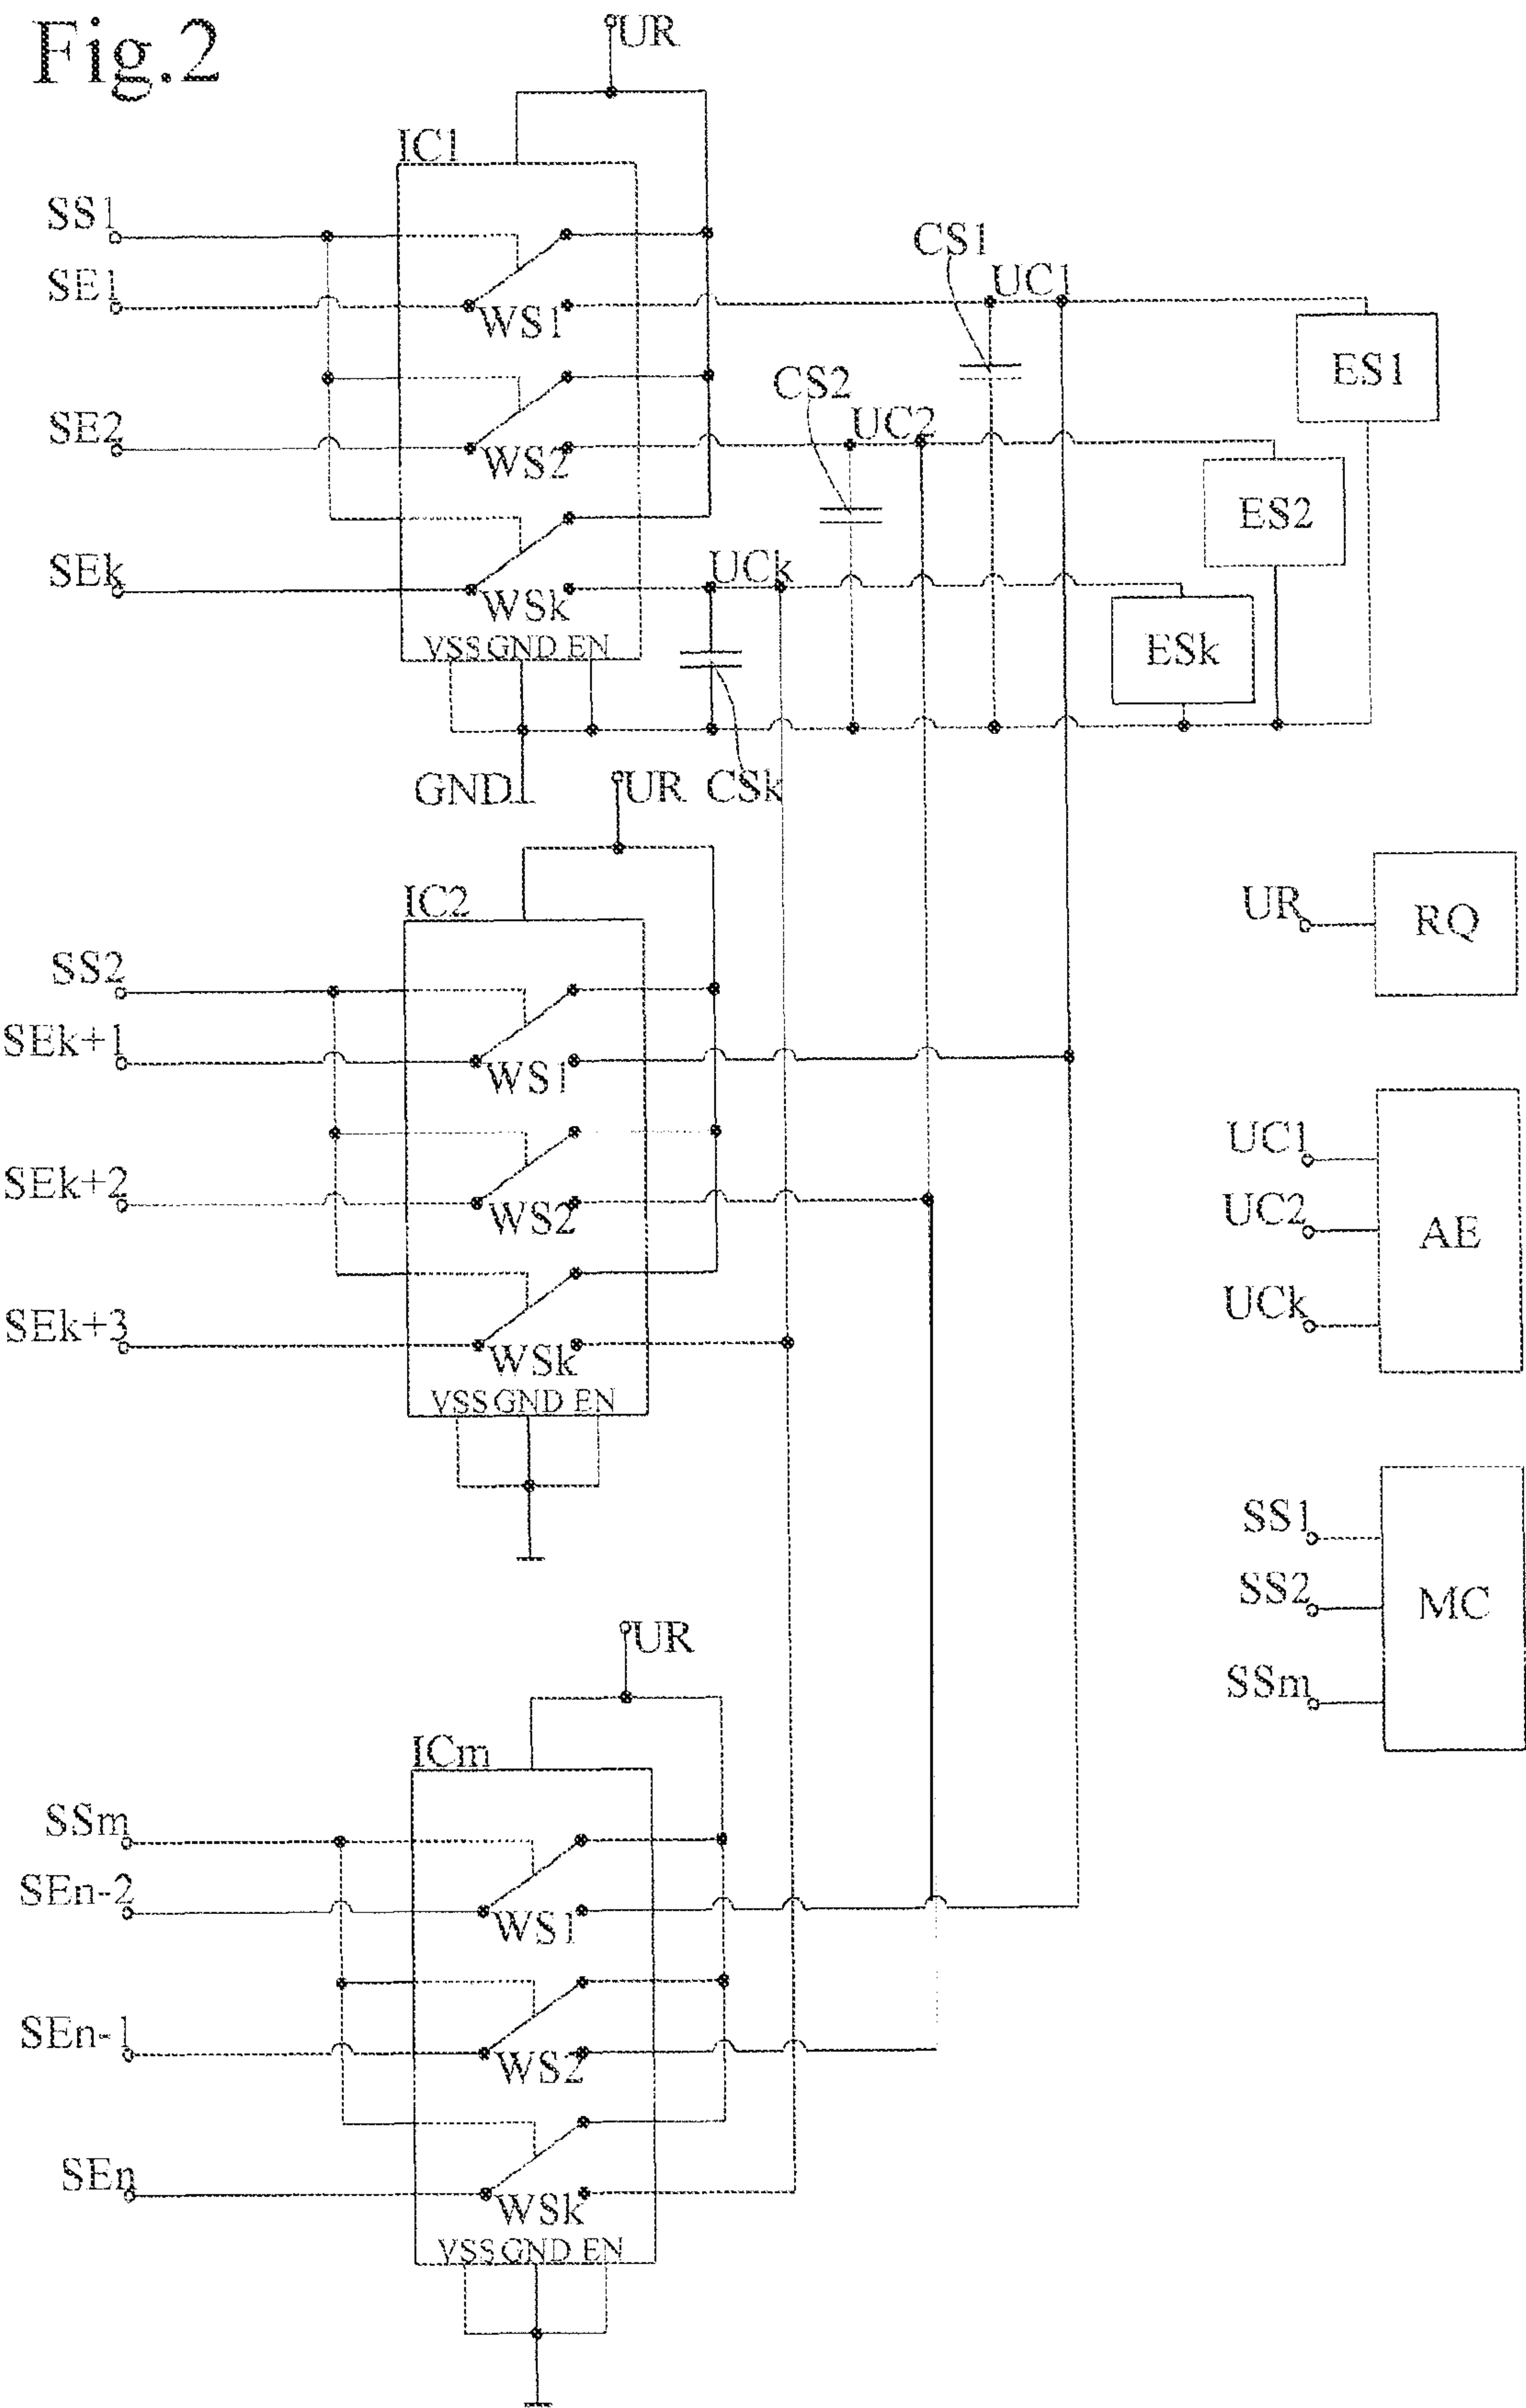 Fig.2
UR
IC1
SS1
SE1
WS1
CS1
UC1
ES1
SE2
WS2
CS2
UC2
ES2
SEk
WSk
UCk
ESk
VSS GND EN
GND
CSk
UR
IC2
SS2
SEk+1
WS1
SEk+2
WS2
SEk+3
WSk
VSS GND EN
UR
RQ
UC1
UC2
UCk
AE
SS1
SS2
SSm
MC
UR
ICm
SSm
SEn-2
WS1
SEn-1
WS2
SEn
WSk
VSS GND EN